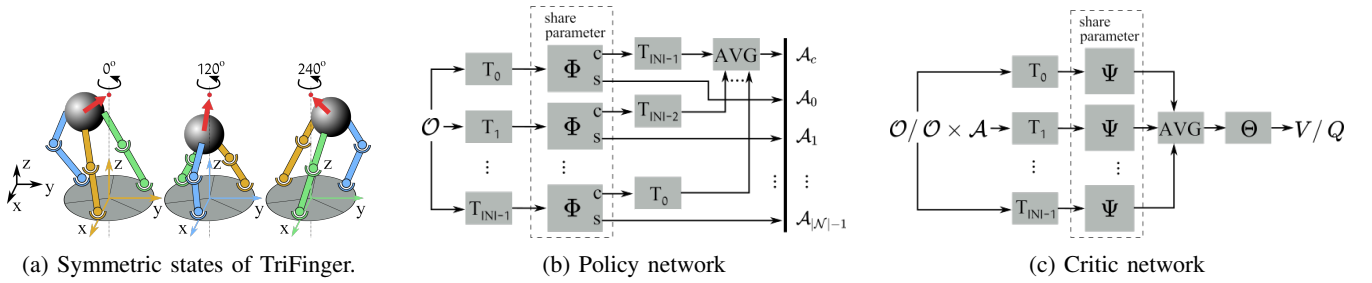 0° 120° 240°
z z z z
y y y y
x x x x
(a) Symmetric states of TriFinger.
share
parameter
T₀ Φ c T|N|-1 AVG 𝒜c
s 𝒜₀
𝒪 T₁ Φ c T|N|-2 ....
s 𝒜₁
⋮ ⋮ ⋮ ⋮
T|N|-1 Φ c T₀
s 𝒜|𝒩|−1
(b) Policy network
share
parameter
T₀ Ψ
𝒪/ 𝒪 × 𝒜 T₁ Ψ AVG Θ V/ Q
⋮ ⋮
T|N|-1 Ψ
(c) Critic network